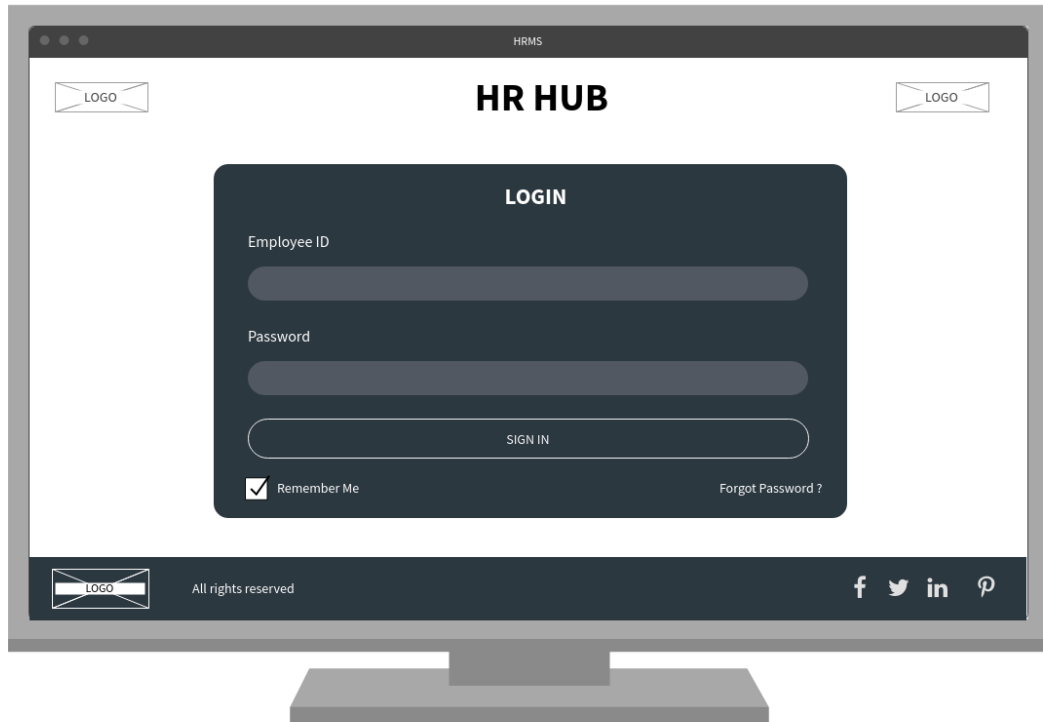 HRMS
LOGO
HR HUB
LOGO
LOGIN
Employee ID
Password
SIGN IN
Remember Me
Forgot Password ?
LOGO
All rights reserved